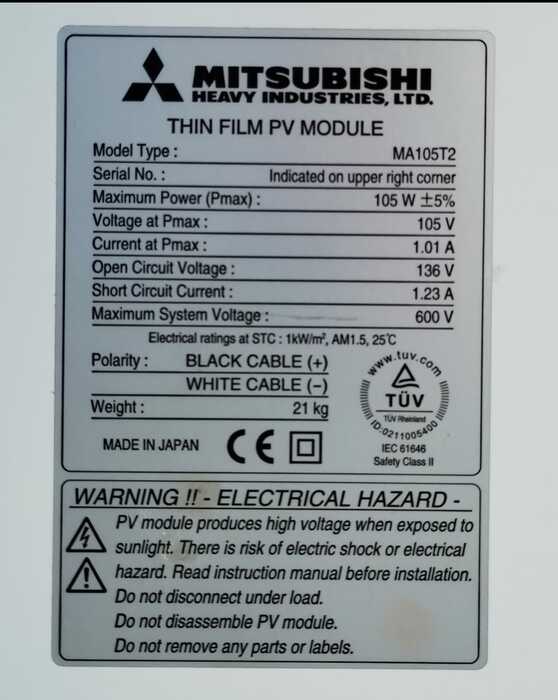 MITSUBISHI
HEAVY INDUSTRIES, LTD.
THIN FILM PV MODULE
Model Type : MA105T2
Serial No. : Indicated on upper right corner
Maximum Power (Pmax) : 105 W ±5%
Voltage at Pmax : 105 V
Current at Pmax : 1.01 A
Open Circuit Voltage : 136 V
Short Circuit Current : 1.23 A
Maximum System Voltage : 600 V
Electrical ratings at STC : 1kW/m², AM1.5, 25℃
Polarity : BLACK CABLE (+)
WHITE CABLE (−)
Weight : 21 kg
www.tuv.com
TÜV
TÜV Rheinland
ID:0211005400
IEC 61646
Safety Class II
MADE IN JAPAN CE
WARNING !! - ELECTRICAL HAZARD -
PV module produces high voltage when exposed to
sunlight. There is risk of electric shock or electrical
hazard. Read instruction manual before installation.
Do not disconnect under load.
Do not disassemble PV module.
Do not remove any parts or labels.